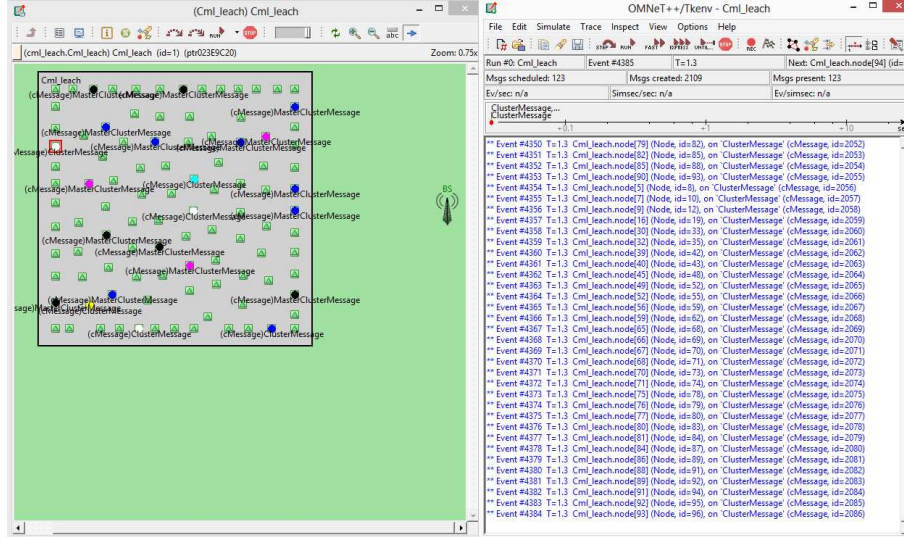 (Cml_leach) Cml_leach
(cml_leach.Cml_leach) Cml_leach (id=1) (ptr023E9C20)
Zoom: 0.75x
Cml_leach
(cMessage)MasterClusterMessage
(cMessage)MasterClusterMessage
(cMessage)MasterClusterMessage
(cMessage)MasterClusterMessage
(cMessage)MasterClusterMessage
(cMessage)MasterClusterMessage
(cMessage)MasterClusterMessage
(cMessage)ClusterMessage
(cMessage)MasterClusterMessage
BS
(cMessage)ClusterMessage
(cMessage)MasterClusterMessage
(cMessage)MasterClusterMessage
(cMessage)MasterClusterMessage
(cMessage)MasterClusterMessage
(cMessage)MasterClusterMessage
(cMessage)ClusterMessage
(cMessage)ClusterMessage
(cMessage)ClusterMessage
OMNet++/Tkenv - Cml_leach
File Edit Simulate Trace Inspect View Options Help
STEP RUN FAST EXPRESS UNTIL... STOP REC
Run #0: Cml_leach Event #4385 T=1.3 Next: Cml_leach.node[94] (id=
Msgs scheduled: 123 Msgs created: 2109 Msgs present: 123
Ev/sec: n/a Simsec/sec: n/a Ev/simsec: n/a
ClusterMessage,...
ClusterMessage
+0.1 +1 +10 se
** Event #4350 T=1.3 Cml_leach.node[79] (Node, id=82), on `ClusterMessage' (cMessage, id=2052)
** Event #4351 T=1.3 Cml_leach.node[82] (Node, id=85), on `ClusterMessage' (cMessage, id=2053)
** Event #4352 T=1.3 Cml_leach.node[85] (Node, id=88), on `ClusterMessage' (cMessage, id=2054)
** Event #4353 T=1.3 Cml_leach.node[90] (Node, id=93), on `ClusterMessage' (cMessage, id=2055)
** Event #4354 T=1.3 Cml_leach.node[5] (Node, id=8), on `ClusterMessage' (cMessage, id=2056)
** Event #4355 T=1.3 Cml_leach.node[7] (Node, id=10), on `ClusterMessage' (cMessage, id=2057)
** Event #4356 T=1.3 Cml_leach.node[9] (Node, id=12), on `ClusterMessage' (cMessage, id=2058)
** Event #4357 T=1.3 Cml_leach.node[16] (Node, id=19), on `ClusterMessage' (cMessage, id=2059)
** Event #4358 T=1.3 Cml_leach.node[30] (Node, id=33), on `ClusterMessage' (cMessage, id=2060)
** Event #4359 T=1.3 Cml_leach.node[32] (Node, id=35), on `ClusterMessage' (cMessage, id=2061)
** Event #4360 T=1.3 Cml_leach.node[39] (Node, id=42), on `ClusterMessage' (cMessage, id=2062)
** Event #4361 T=1.3 Cml_leach.node[40] (Node, id=43), on `ClusterMessage' (cMessage, id=2063)
** Event #4362 T=1.3 Cml_leach.node[45] (Node, id=48), on `ClusterMessage' (cMessage, id=2064)
** Event #4363 T=1.3 Cml_leach.node[49] (Node, id=52), on `ClusterMessage' (cMessage, id=2065)
** Event #4364 T=1.3 Cml_leach.node[52] (Node, id=55), on `ClusterMessage' (cMessage, id=2066)
** Event #4365 T=1.3 Cml_leach.node[56] (Node, id=59), on `ClusterMessage' (cMessage, id=2067)
** Event #4366 T=1.3 Cml_leach.node[59] (Node, id=62), on `ClusterMessage' (cMessage, id=2068)
** Event #4367 T=1.3 Cml_leach.node[65] (Node, id=68), on `ClusterMessage' (cMessage, id=2069)
** Event #4368 T=1.3 Cml_leach.node[66] (Node, id=69), on `ClusterMessage' (cMessage, id=2070)
** Event #4369 T=1.3 Cml_leach.node[67] (Node, id=70), on `ClusterMessage' (cMessage, id=2071)
** Event #4370 T=1.3 Cml_leach.node[68] (Node, id=71), on `ClusterMessage' (cMessage, id=2072)
** Event #4371 T=1.3 Cml_leach.node[70] (Node, id=73), on `ClusterMessage' (cMessage, id=2073)
** Event #4372 T=1.3 Cml_leach.node[71] (Node, id=74), on `ClusterMessage' (cMessage, id=2074)
** Event #4373 T=1.3 Cml_leach.node[75] (Node, id=78), on `ClusterMessage' (cMessage, id=2075)
** Event #4374 T=1.3 Cml_leach.node[76] (Node, id=79), on `ClusterMessage' (cMessage, id=2076)
** Event #4375 T=1.3 Cml_leach.node[77] (Node, id=80), on `ClusterMessage' (cMessage, id=2077)
** Event #4376 T=1.3 Cml_leach.node[80] (Node, id=83), on `ClusterMessage' (cMessage, id=2078)
** Event #4377 T=1.3 Cml_leach.node[81] (Node, id=84), on `ClusterMessage' (cMessage, id=2079)
** Event #4378 T=1.3 Cml_leach.node[84] (Node, id=87), on `ClusterMessage' (cMessage, id=2080)
** Event #4379 T=1.3 Cml_leach.node[86] (Node, id=89), on `ClusterMessage' (cMessage, id=2081)
** Event #4380 T=1.3 Cml_leach.node[88] (Node, id=91), on `ClusterMessage' (cMessage, id=2082)
** Event #4381 T=1.3 Cml_leach.node[89] (Node, id=92), on `ClusterMessage' (cMessage, id=2083)
** Event #4382 T=1.3 Cml_leach.node[91] (Node, id=94), on `ClusterMessage' (cMessage, id=2084)
** Event #4383 T=1.3 Cml_leach.node[92] (Node, id=95), on `ClusterMessage' (cMessage, id=2085)
** Event #4384 T=1.3 Cml_leach.node[93] (Node, id=96), on `ClusterMessage' (cMessage, id=2086)